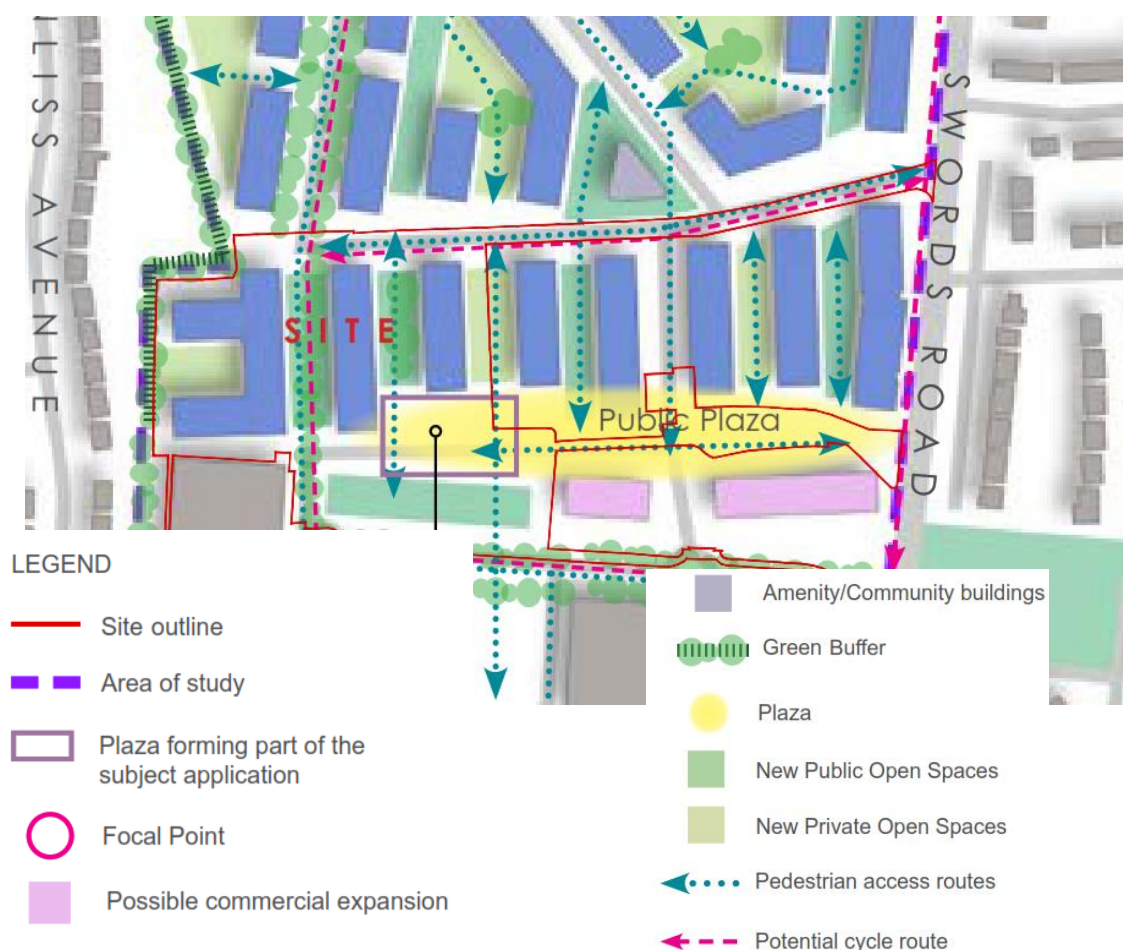 LISS AVENUE
SWORDS ROAD
SITE
Public Plaza
LEGEND
Site outline
Area of study
Plaza forming part of the
subject application
Focal Point
Possible commercial expansion
Amenity/Community buildings
Green Buffer
Plaza
New Public Open Spaces
New Private Open Spaces
Pedestrian access routes
Potential cycle route